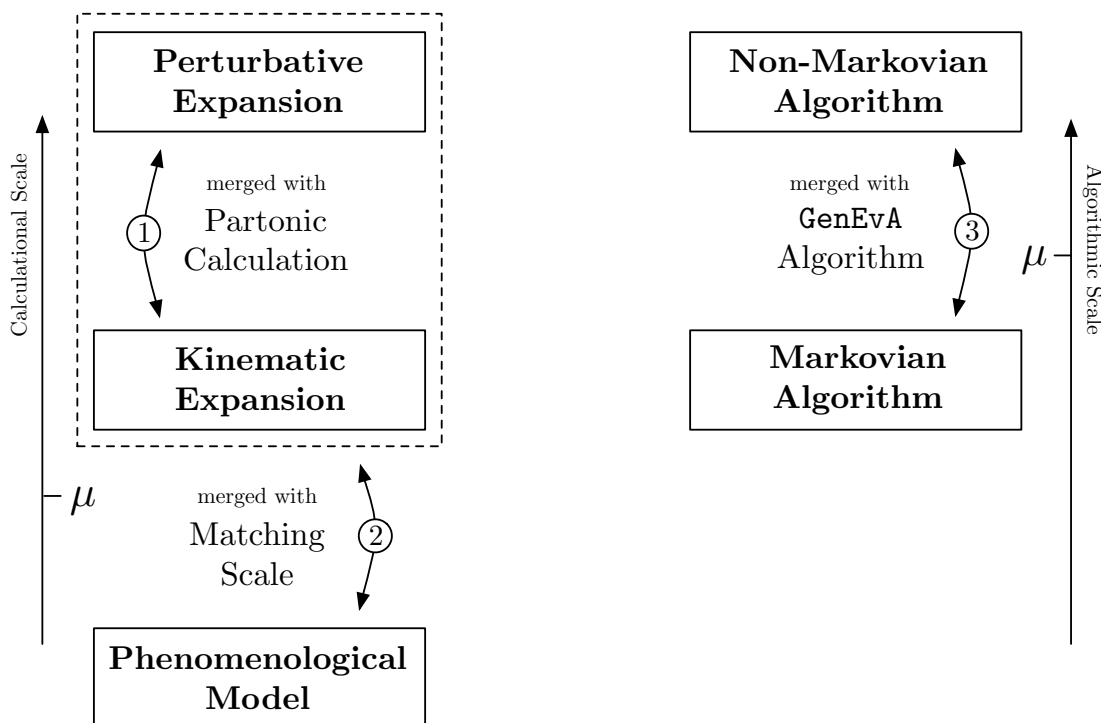 Perturbative
Expansion
merged with
1
Partonic
Calculation
Kinematic
Expansion
Calculational Scale
μ
merged with
Matching
2
Scale
Phenomenological
Model
Non-Markovian
Algorithm
merged with
GenEvA
3
Algorithm
Markovian
Algorithm
μ
Algorithmic Scale